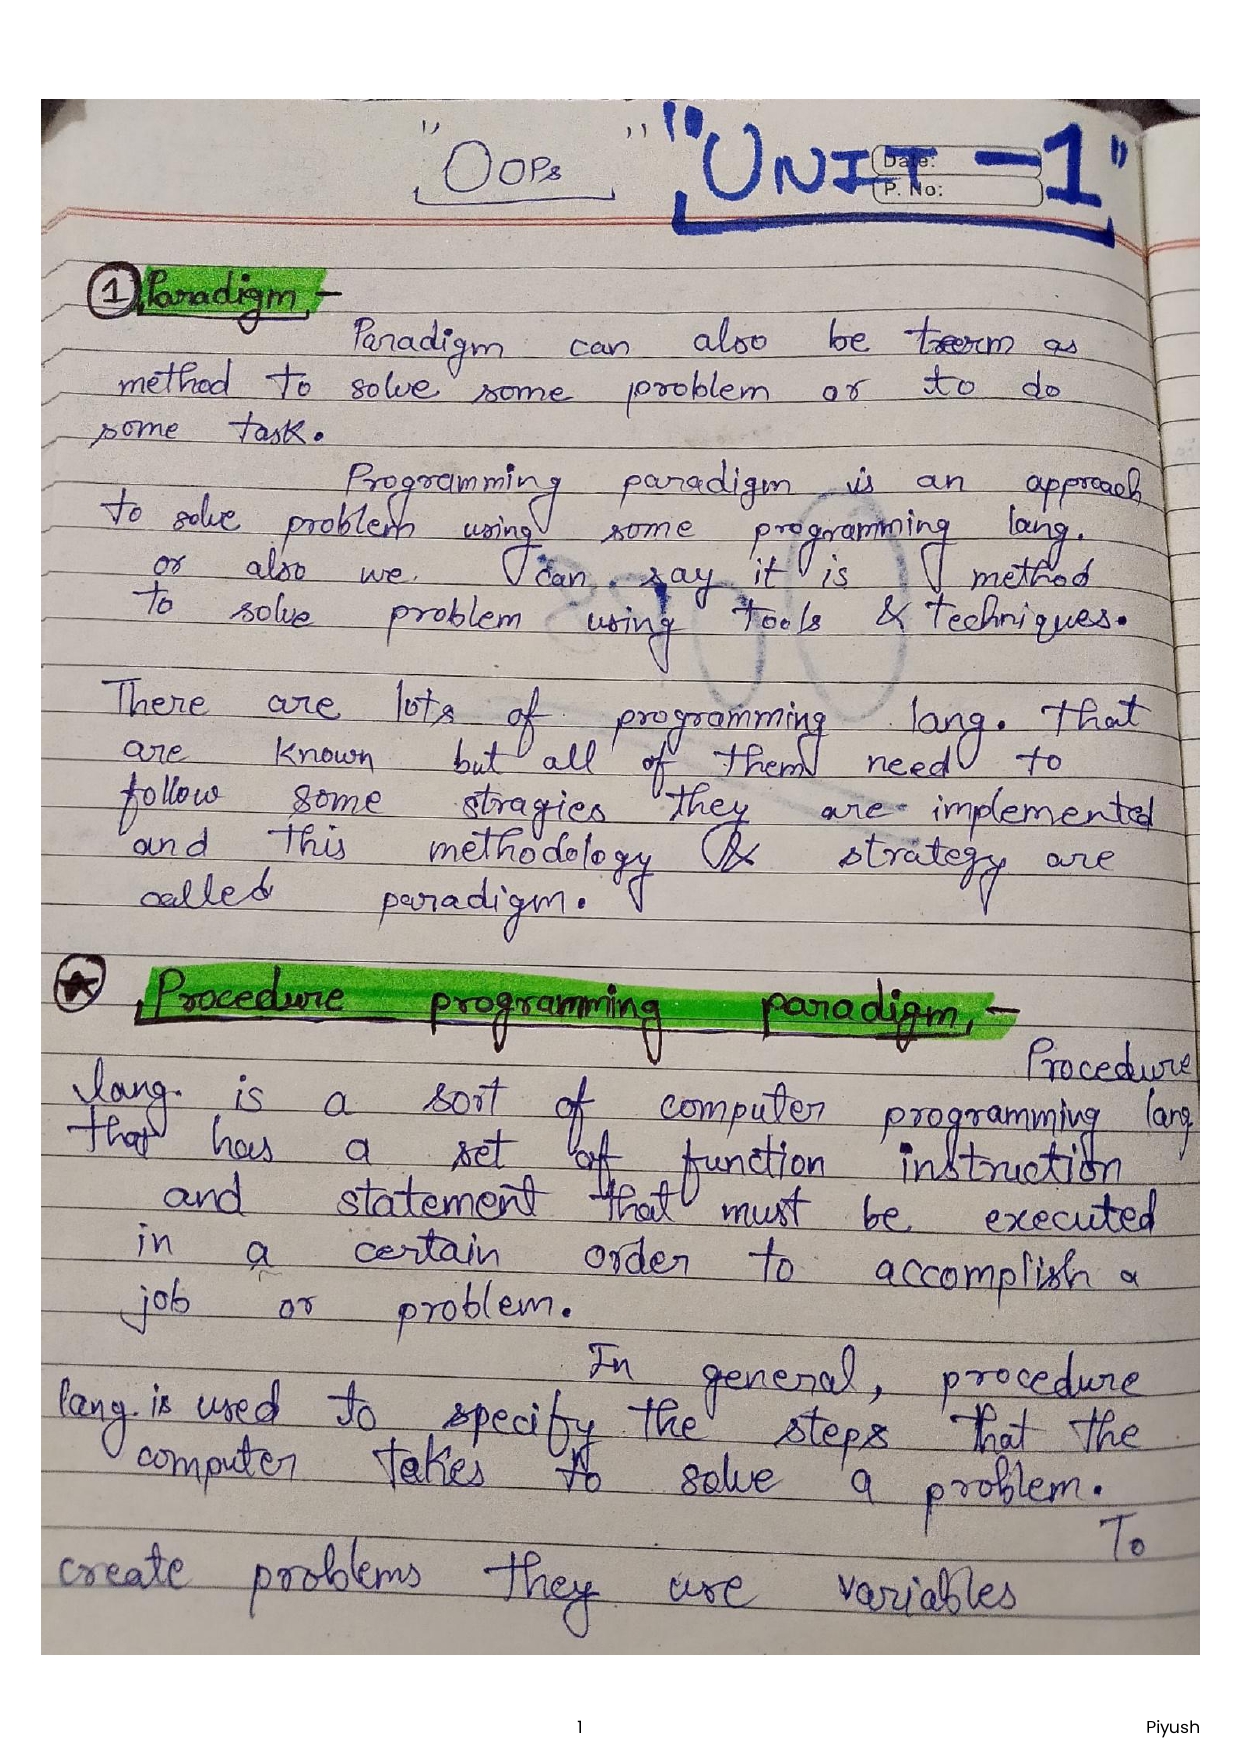 "OOPs" "UNIT-1"
Date:
P. No:
1 Paradigm -
Paradigm can also be term as
method to solve some problem or to do
some task.
Programming paradigm is an approach
to solve problem using some programming lang.
or also we can say it is method
to solve problem using tools & techniques.
There are lots of programming lang. that
are known but all of them need to
follow some stragies they are implemented
and this methodology & strategy are
called paradigm.
Procedure programming paradigm, -
Procedure
lang. is a sort of computer programming lang
that has a set of function instruction
and statement that must be executed
in a certain order to accomplish a
job or problem.
In general, procedure
lang. is used to specify the steps that the
computer takes to solve a problem.
To
create problems they use variables
1 Piyush